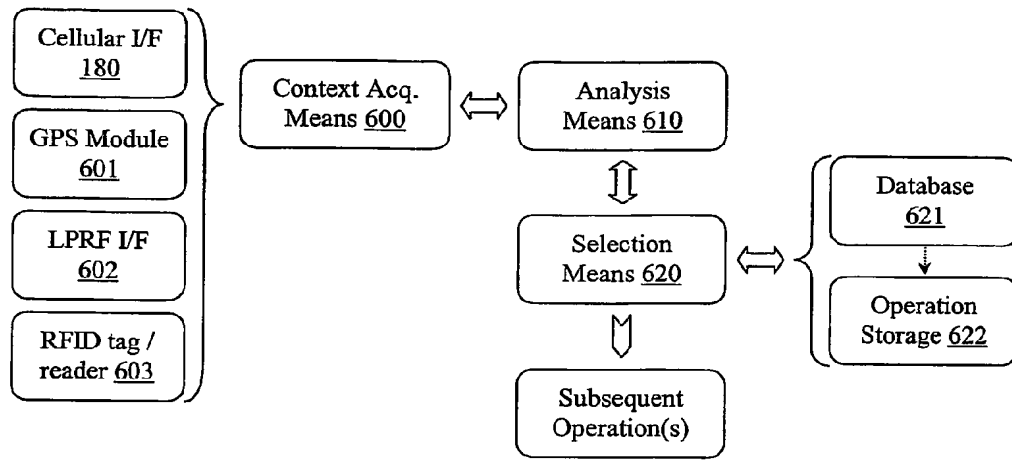 Cellular I/F
180
GPS Module
601
LPRF I/F
602
RFID tag /
reader 603
Context Acq.
Means 600
Analysis
Means 610
Selection
Means 620
Subsequent
Operation(s)
Database
621
Operation
Storage 622